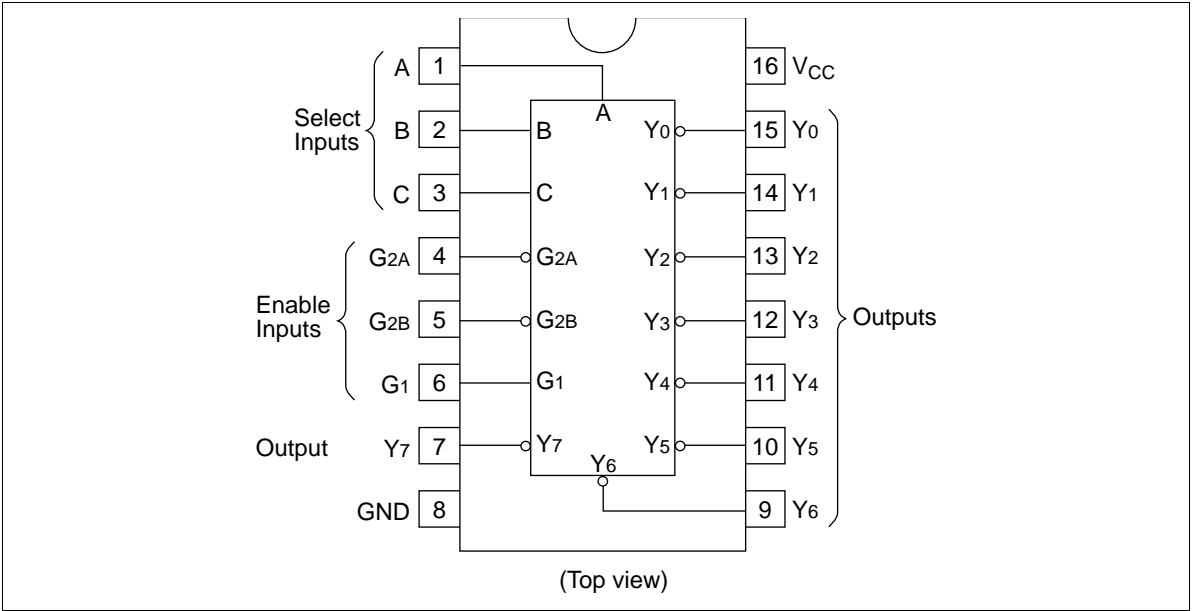 A 1 16 VCC
A
Select Inputs
B 2 B Y0 15 Y0
C 3 C Y1 14 Y1
G2A 4 G2A Y2 13 Y2
Enable Inputs
G2B 5 G2B Y3 12 Y3
Outputs
G1 6 G1 Y4 11 Y4
Output Y7 7 Y7 Y5 10 Y5
Y6
GND 8 9 Y6
(Top view)